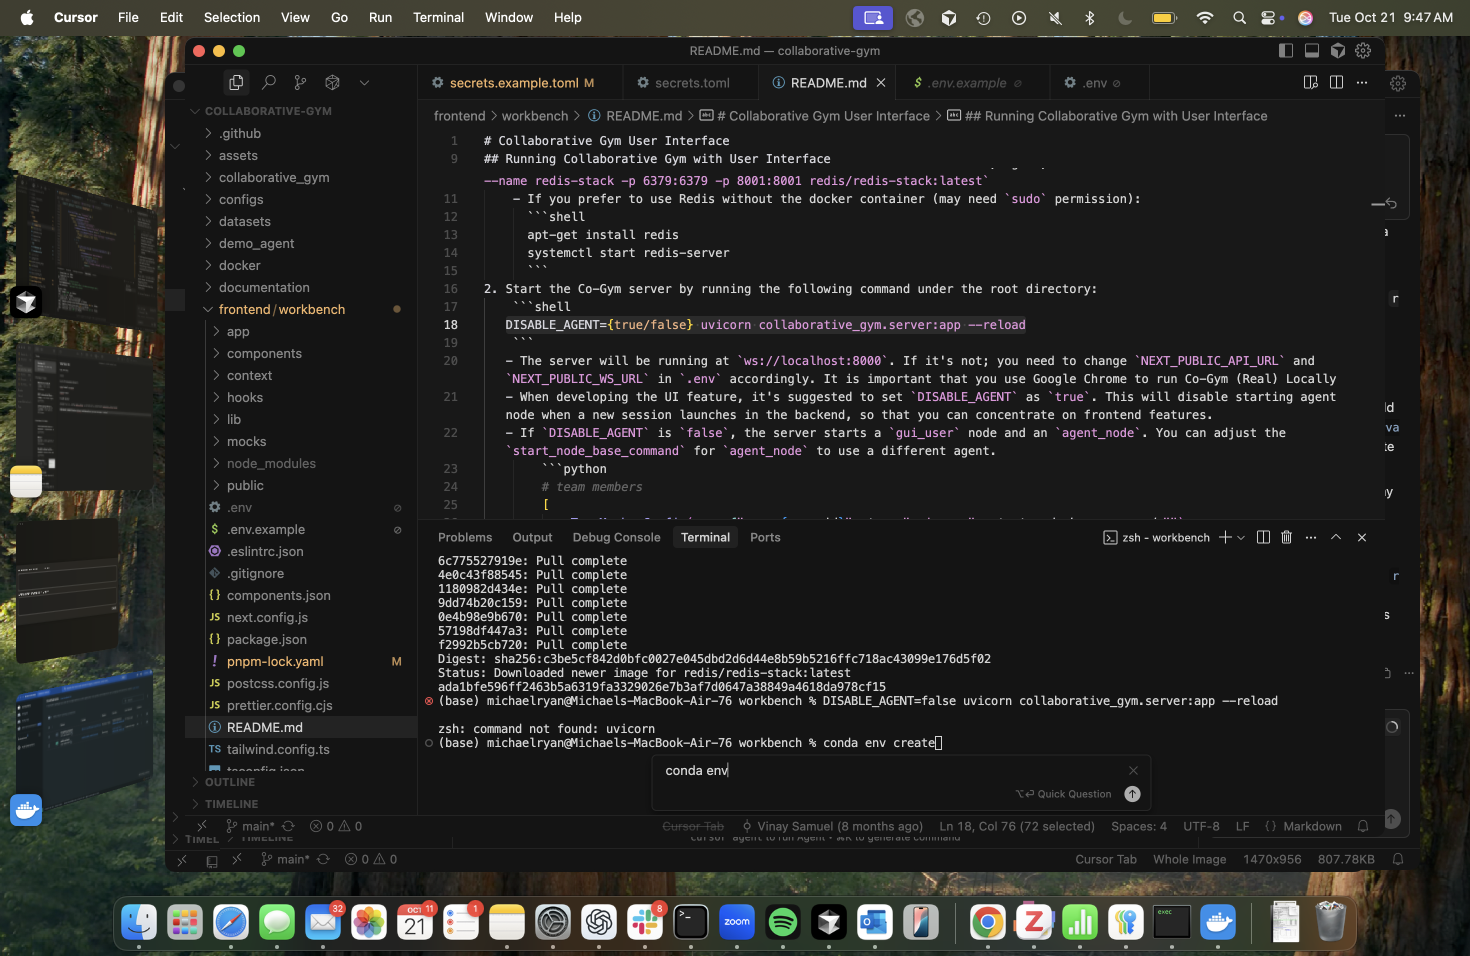 Cursor File Edit Selection View Go Run Terminal Window Help
Tue Oct 21 9:47 AM
README.md — collaborative-gym
secrets.example.toml M
secrets.toml
README.md
.env.example
.env
frontend > workbench > README.md > # Collaborative Gym User Interface > ## Running Collaborative Gym with User Interface
COLLABORATIVE-GYM
.github
assets
collaborative_gym
configs
datasets
demo_agent
docker
documentation
frontend/workbench
app
components
context
hooks
lib
mocks
node_modules
public
.env
.env.example
.eslintrc.json
.gitignore
components.json
next.config.js
package.json
pnpm-lock.yaml M
postcss.config.js
prettier.config.cjs
README.md
tailwind.config.ts
tsconfig.json
OUTLINE
TIMELINE
1 # Collaborative Gym User Interface
9 ## Running Collaborative Gym with User Interface
--name redis-stack -p 6379:6379 -p 8001:8001 redis/redis-stack:latest`
11 - If you prefer to use Redis without the docker container (may need `sudo` permission):
12 ```shell
13 apt-get install redis
14 systemctl start redis-server
15 ```
16 2. Start the Co-Gym server by running the following command under the root directory:
17 ```shell
18 DISABLE_AGENT={true/false} uvicorn collaborative_gym.server:app --reload
19 ```
20 - The server will be running at `ws://localhost:8000`. If it's not; you need to change `NEXT_PUBLIC_API_URL` and
`NEXT_PUBLIC_WS_URL` in `.env` accordingly. It is important that you use Google Chrome to run Co-Gym (Real) Locally
21 - When developing the UI feature, it's suggested to set `DISABLE_AGENT` as `true`. This will disable starting agent
node when a new session launches in the backend, so that you can concentrate on frontend features.
22 - If `DISABLE_AGENT` is `false`, the server starts a `gui_user` node and an `agent_node`. You can adjust the
`start_node_base_command` for `agent_node` to use a different agent.
23 ```python
24 # team members
25 [
Problems Output Debug Console Terminal Ports
zsh - workbench
6c775527919e: Pull complete
4e0c43f88545: Pull complete
1180982d434e: Pull complete
9dd74b20c159: Pull complete
0e4b98e9b670: Pull complete
57198df447a3: Pull complete
f2992b5cb720: Pull complete
Digest: sha256:c3be5cf842d0bfc0027e045dbd2d6d44e8b59b5216ffc718ac43099e176d5f02
Status: Downloaded newer image for redis/redis-stack:latest
ada1bfe596ff2463b5a6319fa3329026e7b3af7d0647a38849a4618da978cf15
(base) michaelryan@Michaels-MacBook-Air-76 workbench % DISABLE_AGENT=false uvicorn collaborative_gym.server:app --reload
zsh: command not found: uvicorn
(base) michaelryan@Michaels-MacBook-Air-76 workbench % conda env create
conda env
Quick Question
main* 0 0
Cursor Tab Vinay Samuel (8 months ago) Ln 18, Col 76 (72 selected) Spaces: 4 UTF-8 LF {} Markdown
main* 0 0
Cursor Tab Whole Image 1470x956 807.78KB
32
OCT 11
21
1
8
zoom
exec